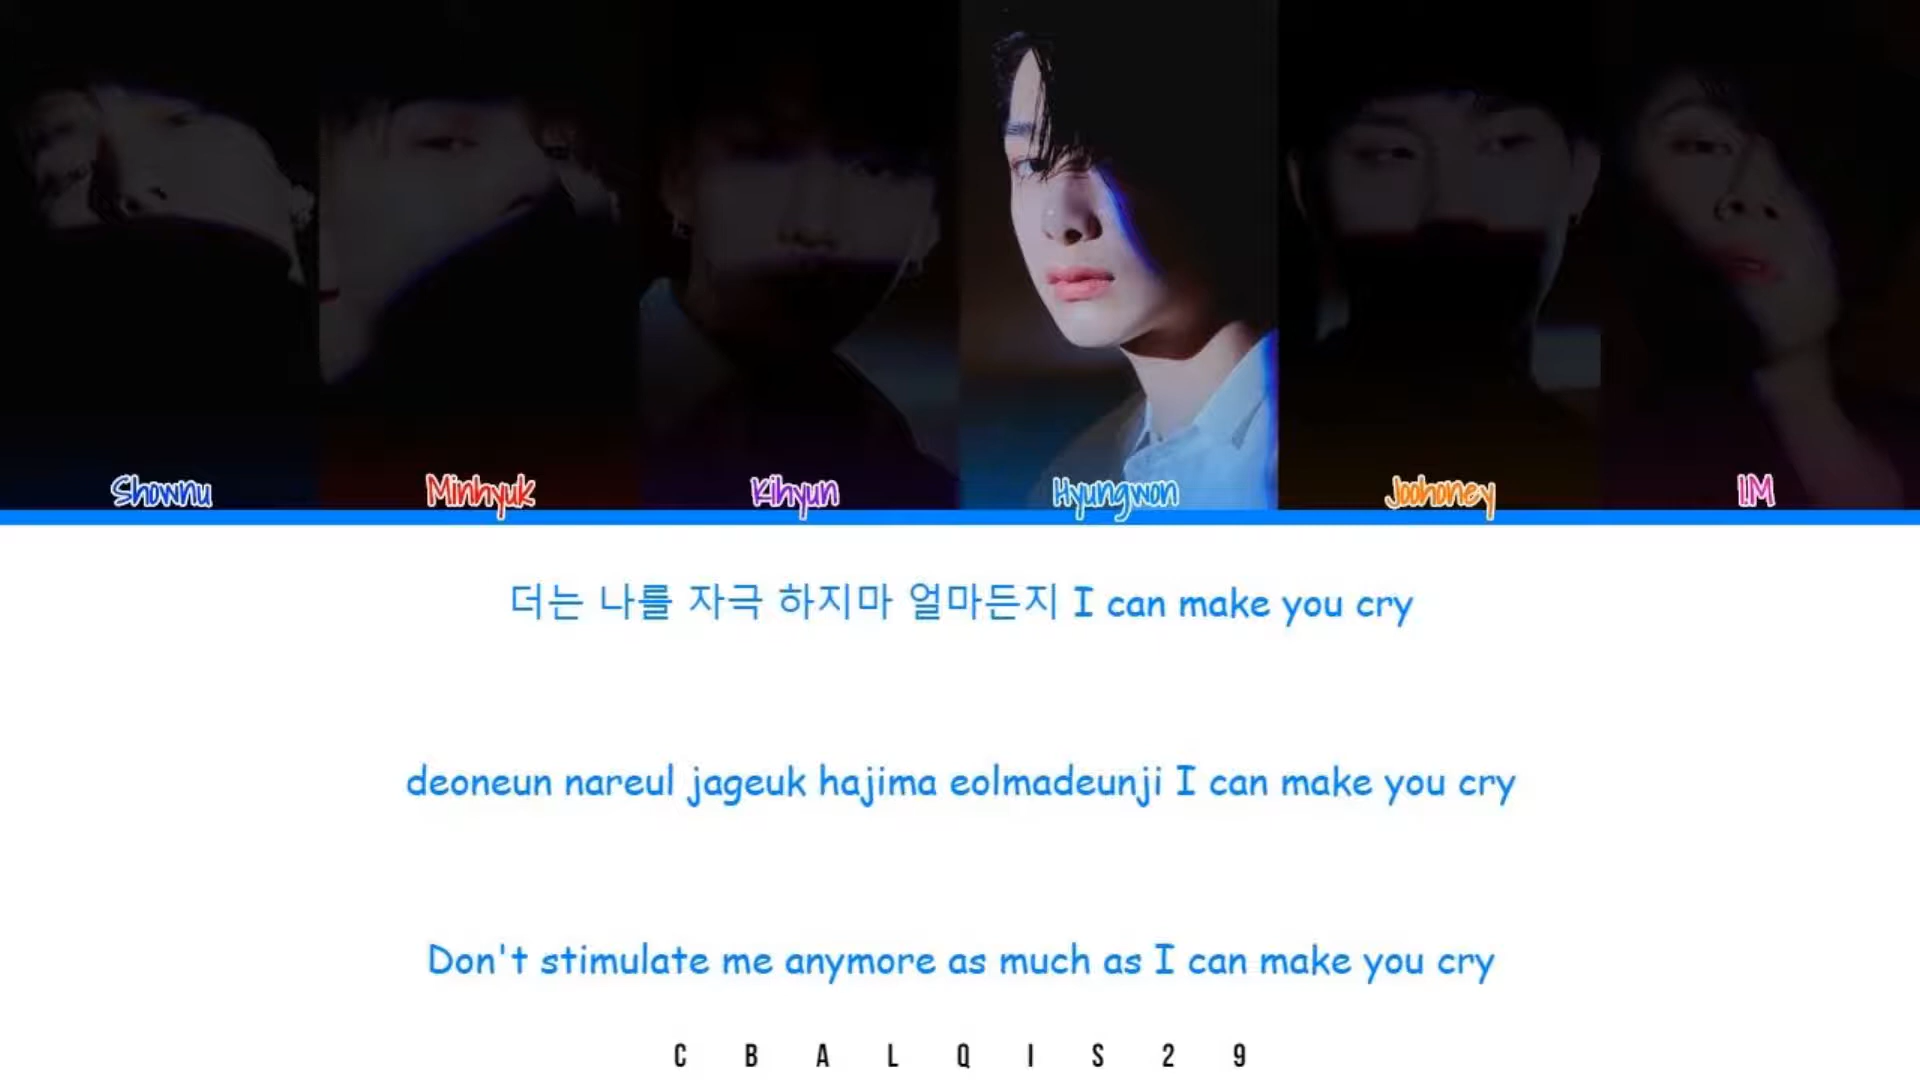 Shownu Minhyuk Kihyun Hyungwon Joohoney I.M
더는 나를 자극 하지마 얼마든지 I can make you cry
deoneun nareul jageuk hajima eolmadeunji I can make you cry
Don't stimulate me anymore as much as I can make you cry
CBALQIS29